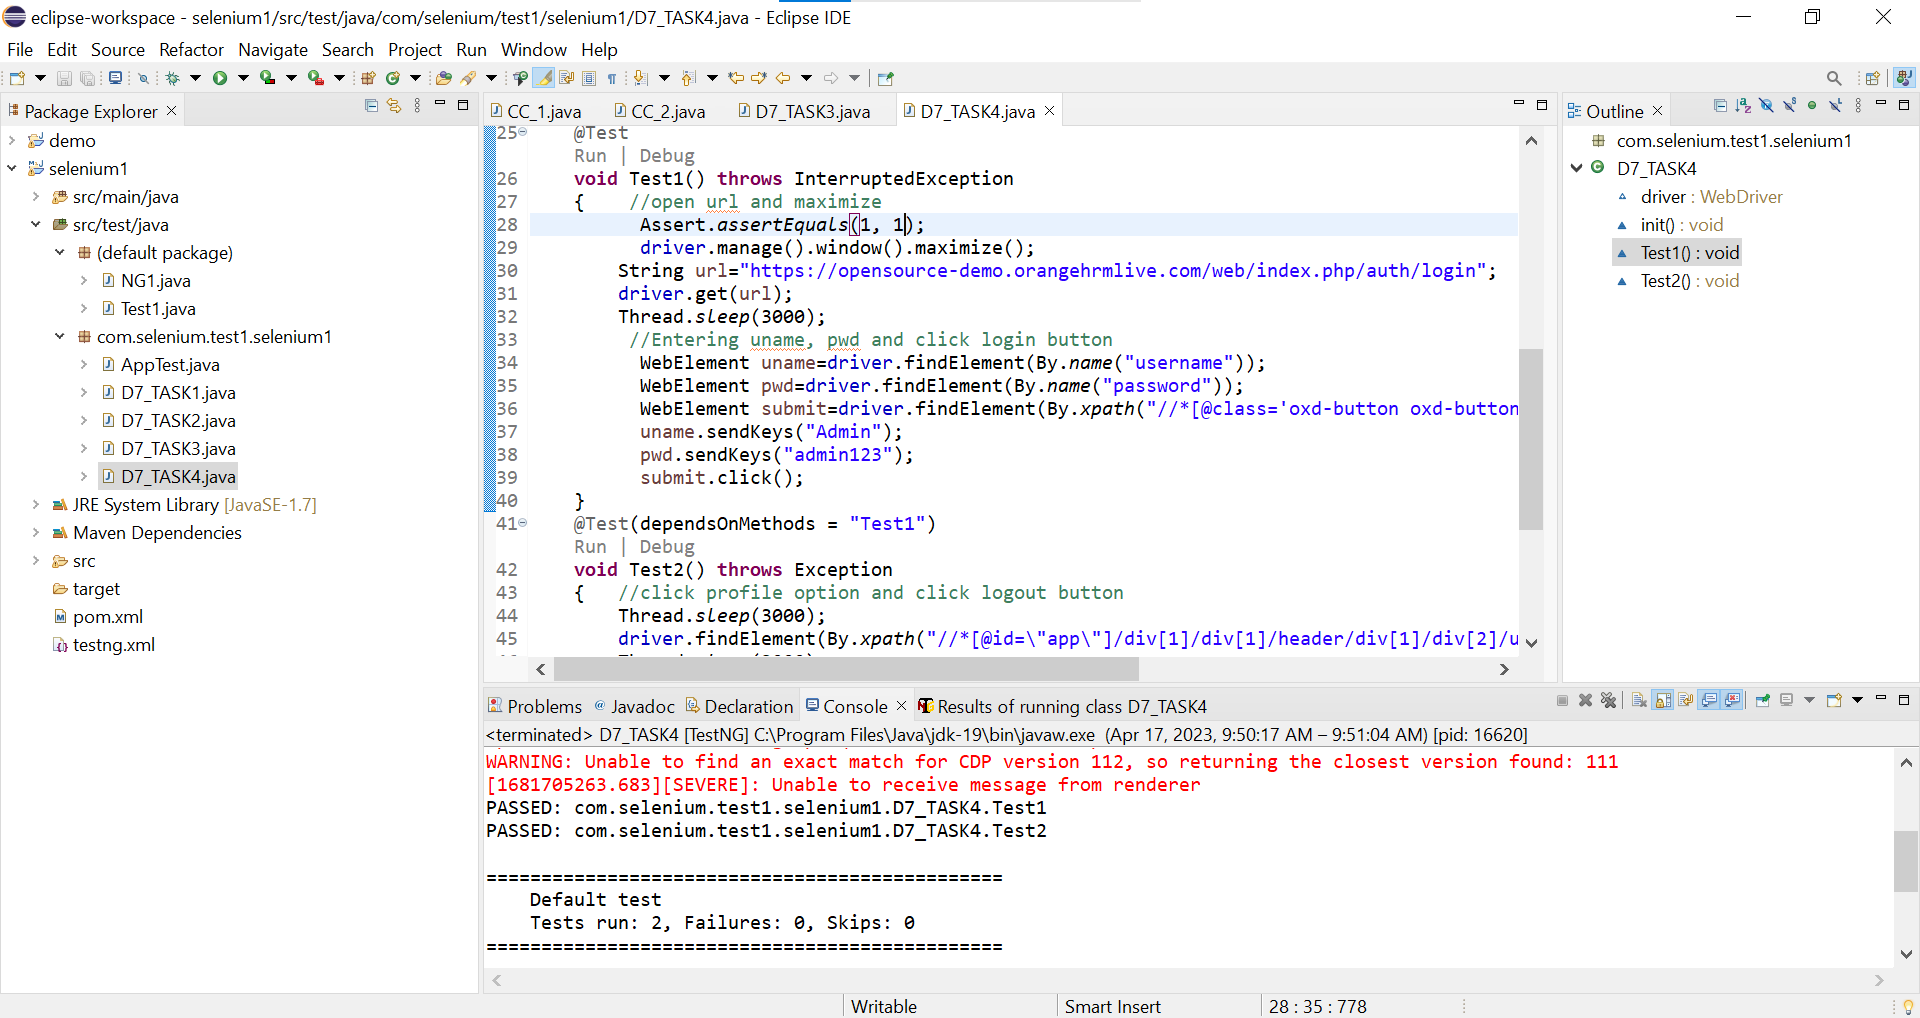 eclipse-workspace - selenium1/src/test/java/com/selenium/test1/selenium1/D7_TASK4.java - Eclipse IDE
File Edit Source Refactor Navigate Search Project Run Window Help
Package Explorer
demo
selenium1
src/main/java
src/test/java
(default package)
NG1.java
Test1.java
com.selenium.test1.selenium1
AppTest.java
D7_TASK1.java
D7_TASK2.java
D7_TASK3.java
D7_TASK4.java
JRE System Library [JavaSE-1.7]
Maven Dependencies
src
target
pom.xml
testng.xml
CC_1.java CC_2.java D7_TASK3.java D7_TASK4.java
25 @Test
Run | Debug
26 void Test1() throws InterruptedException
27 { //open url and maximize
28 Assert.assertEquals(1, 1);
29 driver.manage().window().maximize();
30 String url="https://opensource-demo.orangehrmlive.com/web/index.php/auth/login";
31 driver.get(url);
32 Thread.sleep(3000);
33 //Entering uname, pwd and click login button
34 WebElement uname=driver.findElement(By.name("username"));
35 WebElement pwd=driver.findElement(By.name("password"));
36 WebElement submit=driver.findElement(By.xpath("//*[@class='oxd-button oxd-button
37 uname.sendKeys("Admin");
38 pwd.sendKeys("admin123");
39 submit.click();
40 }
41 @Test(dependsOnMethods = "Test1")
Run | Debug
42 void Test2() throws Exception
43 { //click profile option and click logout button
44 Thread.sleep(3000);
45 driver.findElement(By.xpath("//*[@id=\"app\"]/div[1]/div[1]/header/div[1]/div[2]/u
Outline
com.selenium.test1.selenium1
D7_TASK4
driver : WebDriver
init() : void
Test1() : void
Test2() : void
Problems @ Javadoc Declaration Console Results of running class D7_TASK4
<terminated> D7_TASK4 [TestNG] C:\Program Files\Java\jdk-19\bin\javaw.exe (Apr 17, 2023, 9:50:17 AM – 9:51:04 AM) [pid: 16620]
WARNING: Unable to find an exact match for CDP version 112, so returning the closest version found: 111
[1681705263.683][SEVERE]: Unable to receive message from renderer
PASSED: com.selenium.test1.selenium1.D7_TASK4.Test1
PASSED: com.selenium.test1.selenium1.D7_TASK4.Test2
===============================================
Default test
Tests run: 2, Failures: 0, Skips: 0
===============================================
Writable Smart Insert 28 : 35 : 778